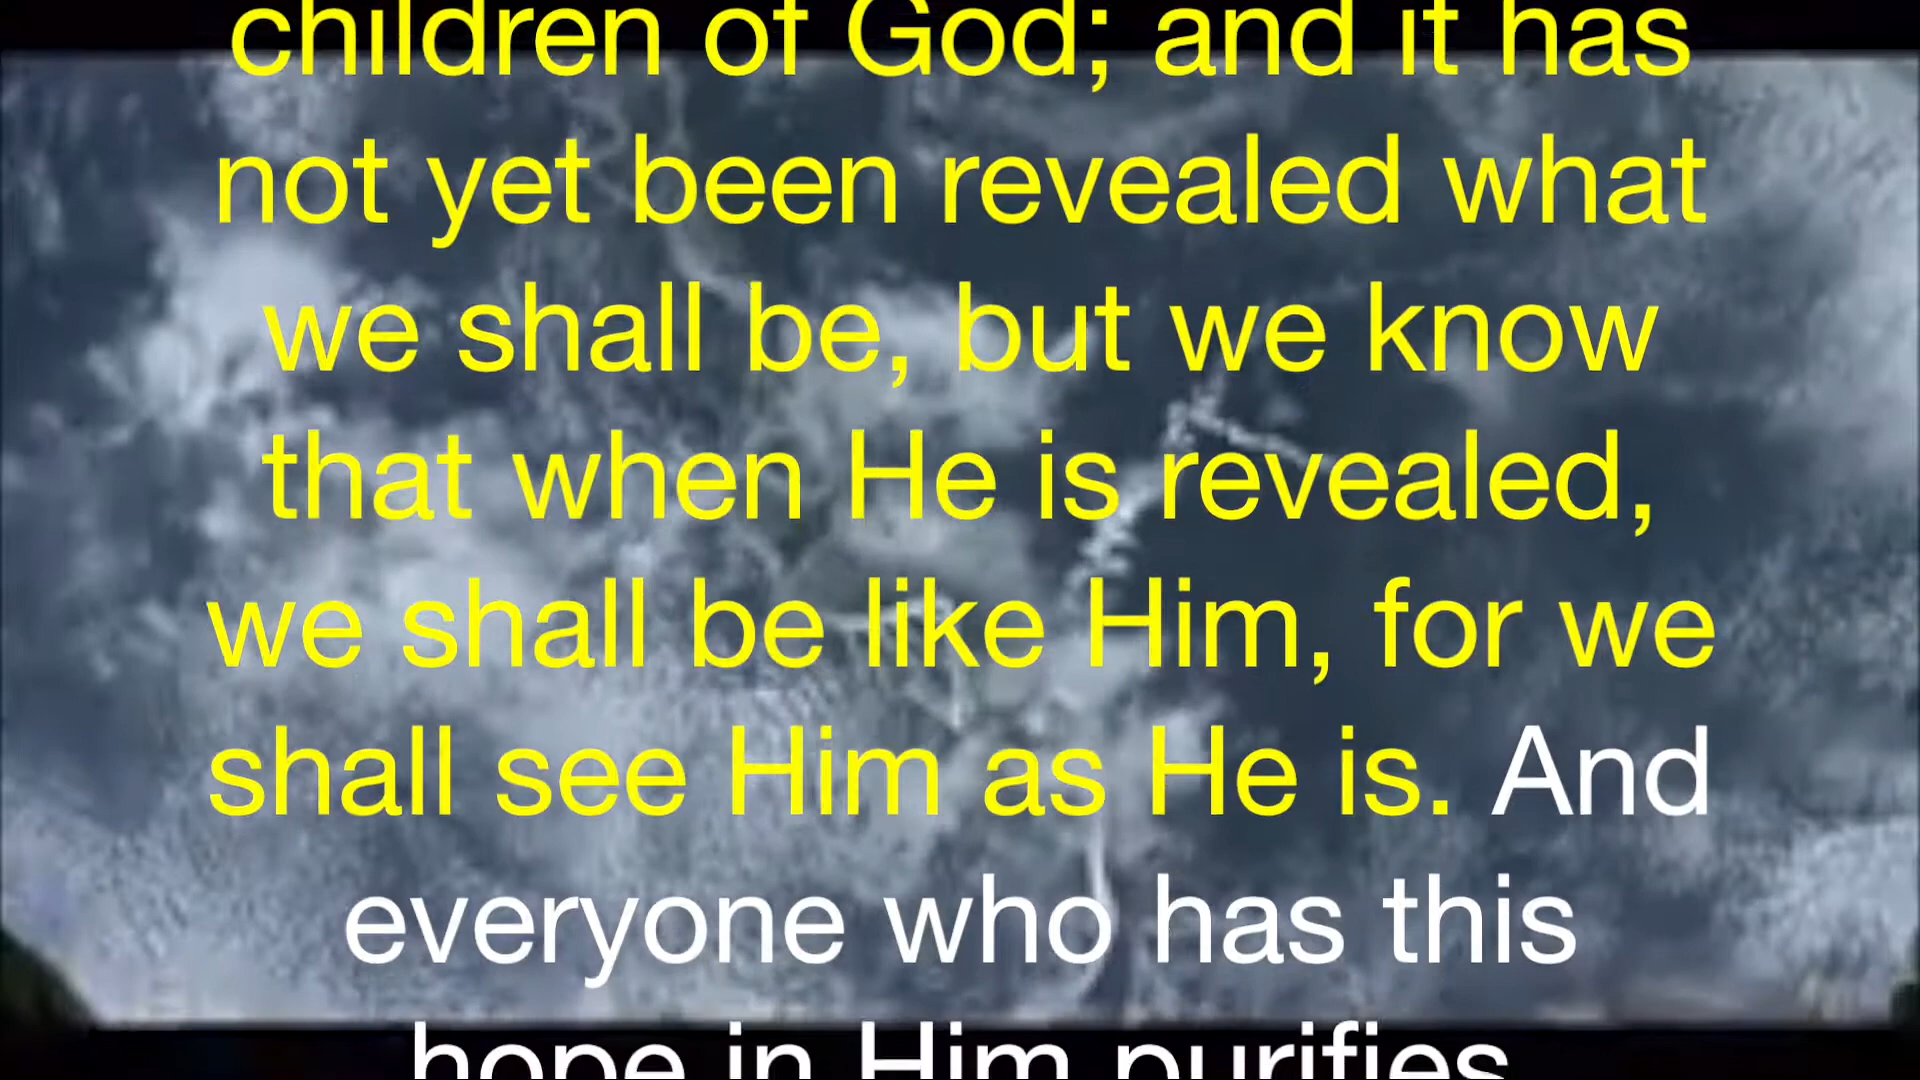 children of God; and it has
not yet been revealed what
we shall be, but we know
that when He is revealed,
we shall be like Him, for we
shall see Him as He is. And
everyone who has this
hope in Him purifies